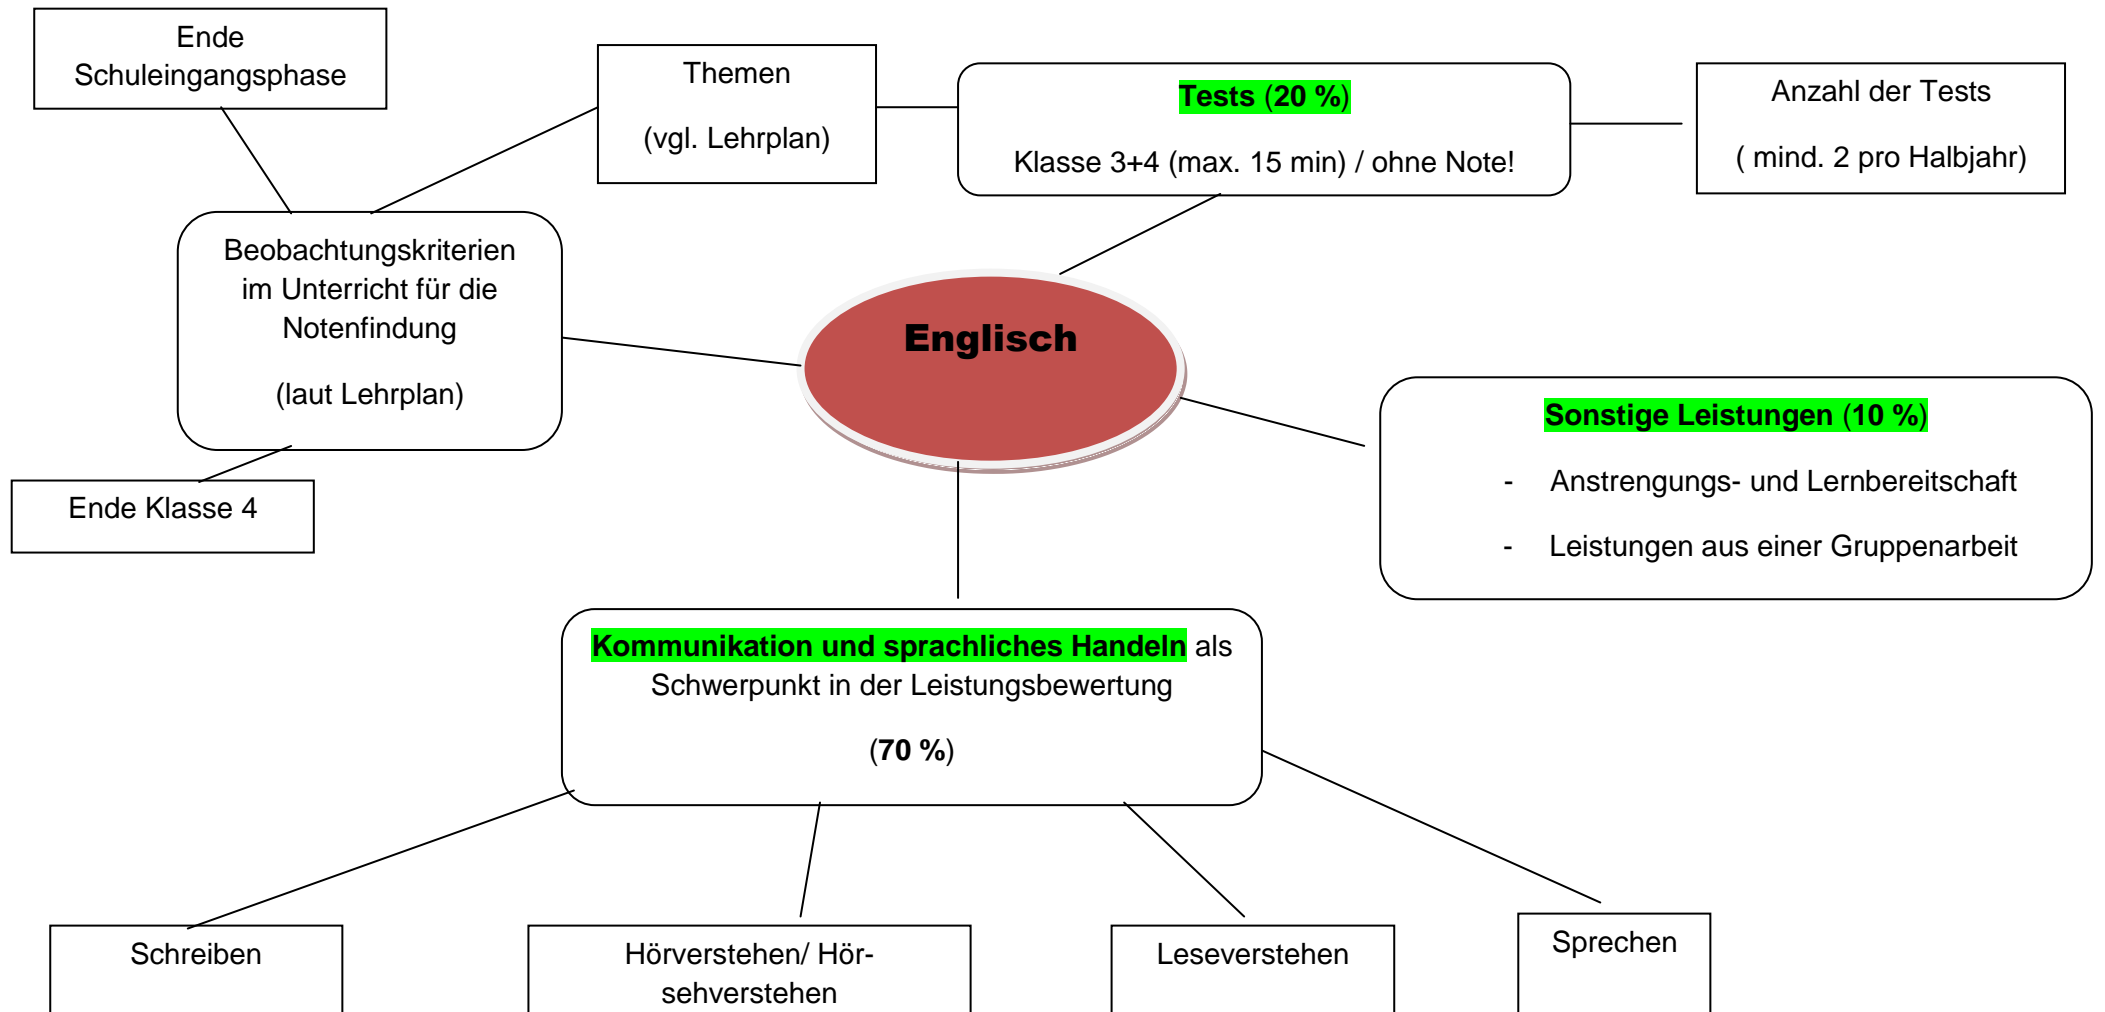 Ende
Schuleingangsphase
Themen
(vgl. Lehrplan)
Tests (20 %)
Klasse 3+4 (max. 15 min) / ohne Note!
Anzahl der Tests
( mind. 2 pro Halbjahr)
Beobachtungskriterien
im Unterricht für die
Notenfindung
(laut Lehrplan)
Englisch
Sonstige Leistungen (10 %)
- Anstrengungs- und Lernbereitschaft
- Leistungen aus einer Gruppenarbeit
Ende Klasse 4
Kommunikation und sprachliches Handeln als
Schwerpunkt in der Leistungsbewertung
(70 %)
Schreiben
Hörverstehen/ Hör-
sehverstehen
Leseverstehen
Sprechen